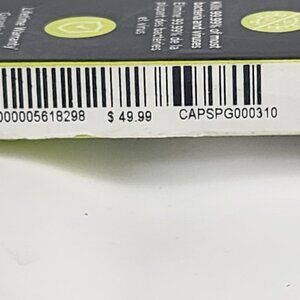 Lifetime Warranty
Kills 99.99% of most
bacteria and viruses
Élimine 99,99% de la
plupart des bactéries
et virus
000005618298 $ 49.99 CAPSPG000310